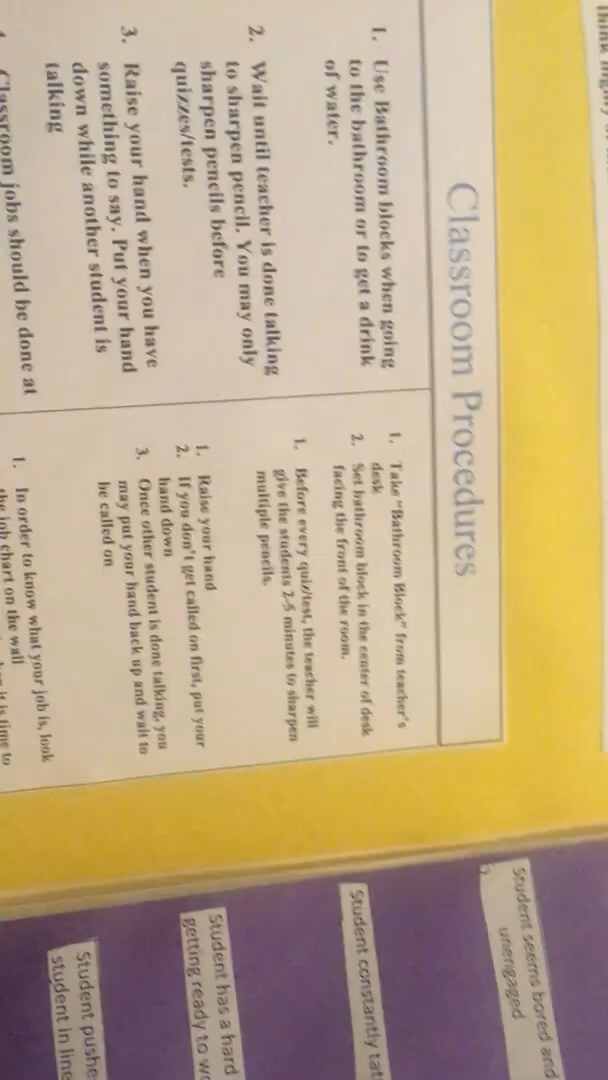 Classroom Procedures
1. Use Bathroom blocks when going
to the bathroom or to get a drink
of water.
2. Wait until teacher is done talking
to sharpen pencil. You may only
sharpen pencils before
quizzes/tests.
3. Raise your hand when you have
something to say. Put your hand
down while another student is
talking
Classroom jobs should be done at
1. Take "Bathroom Block" from teacher's
desk
2. Set bathroom block in the center of desk
facing the front of the room.
1. Before every quiz/test, the teacher will
give the students 2-5 minutes to sharpen
multiple pencils.
1. Raise your hand
2. If you don't get called on first, put your
hand down
3. Once other student is done talking, you
may put your hand back up and wait to
be called on
1. In order to know what your job is, look
the job chart on the wall
it is time to
Student seems bored and
unengaged
Student constantly tat
Student has a hard
getting ready to wo
Student pushe
student in line